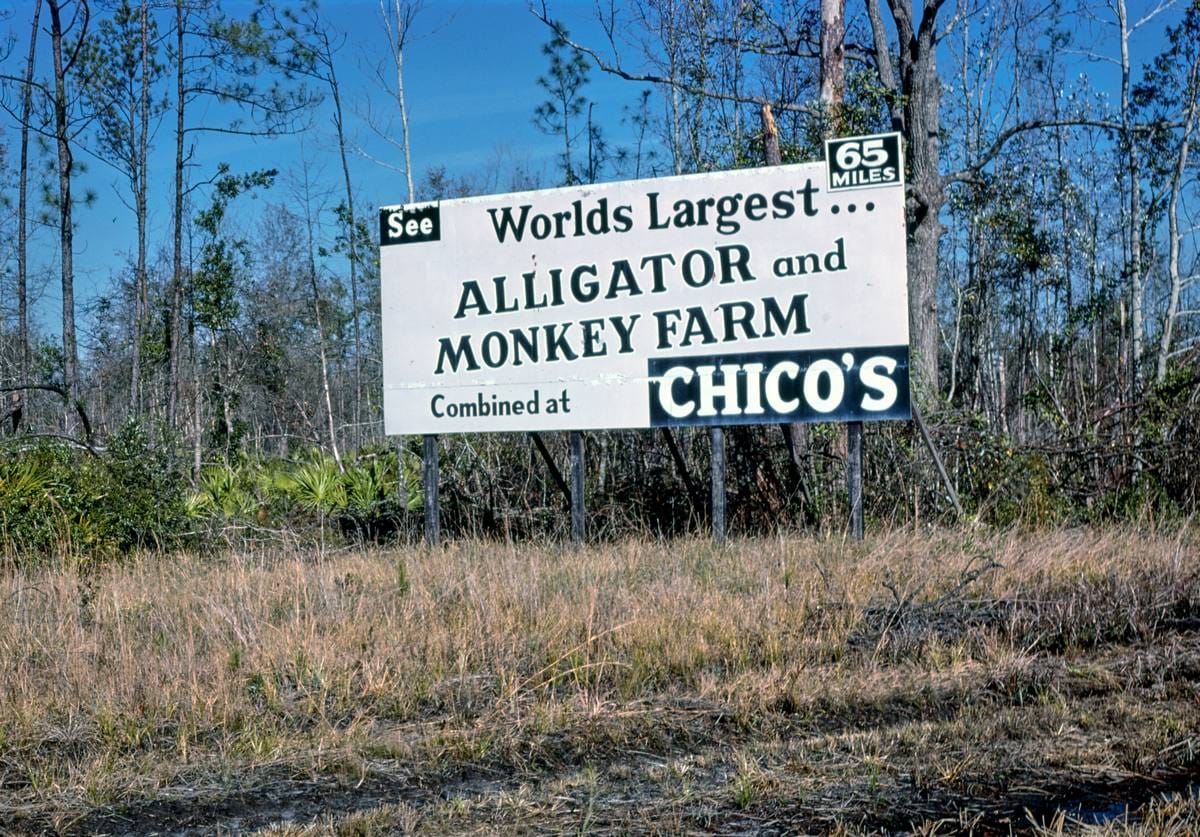 65
MILES
See
Worlds Largest...
ALLIGATOR and
MONKEY FARM
Combined at CHICO'S